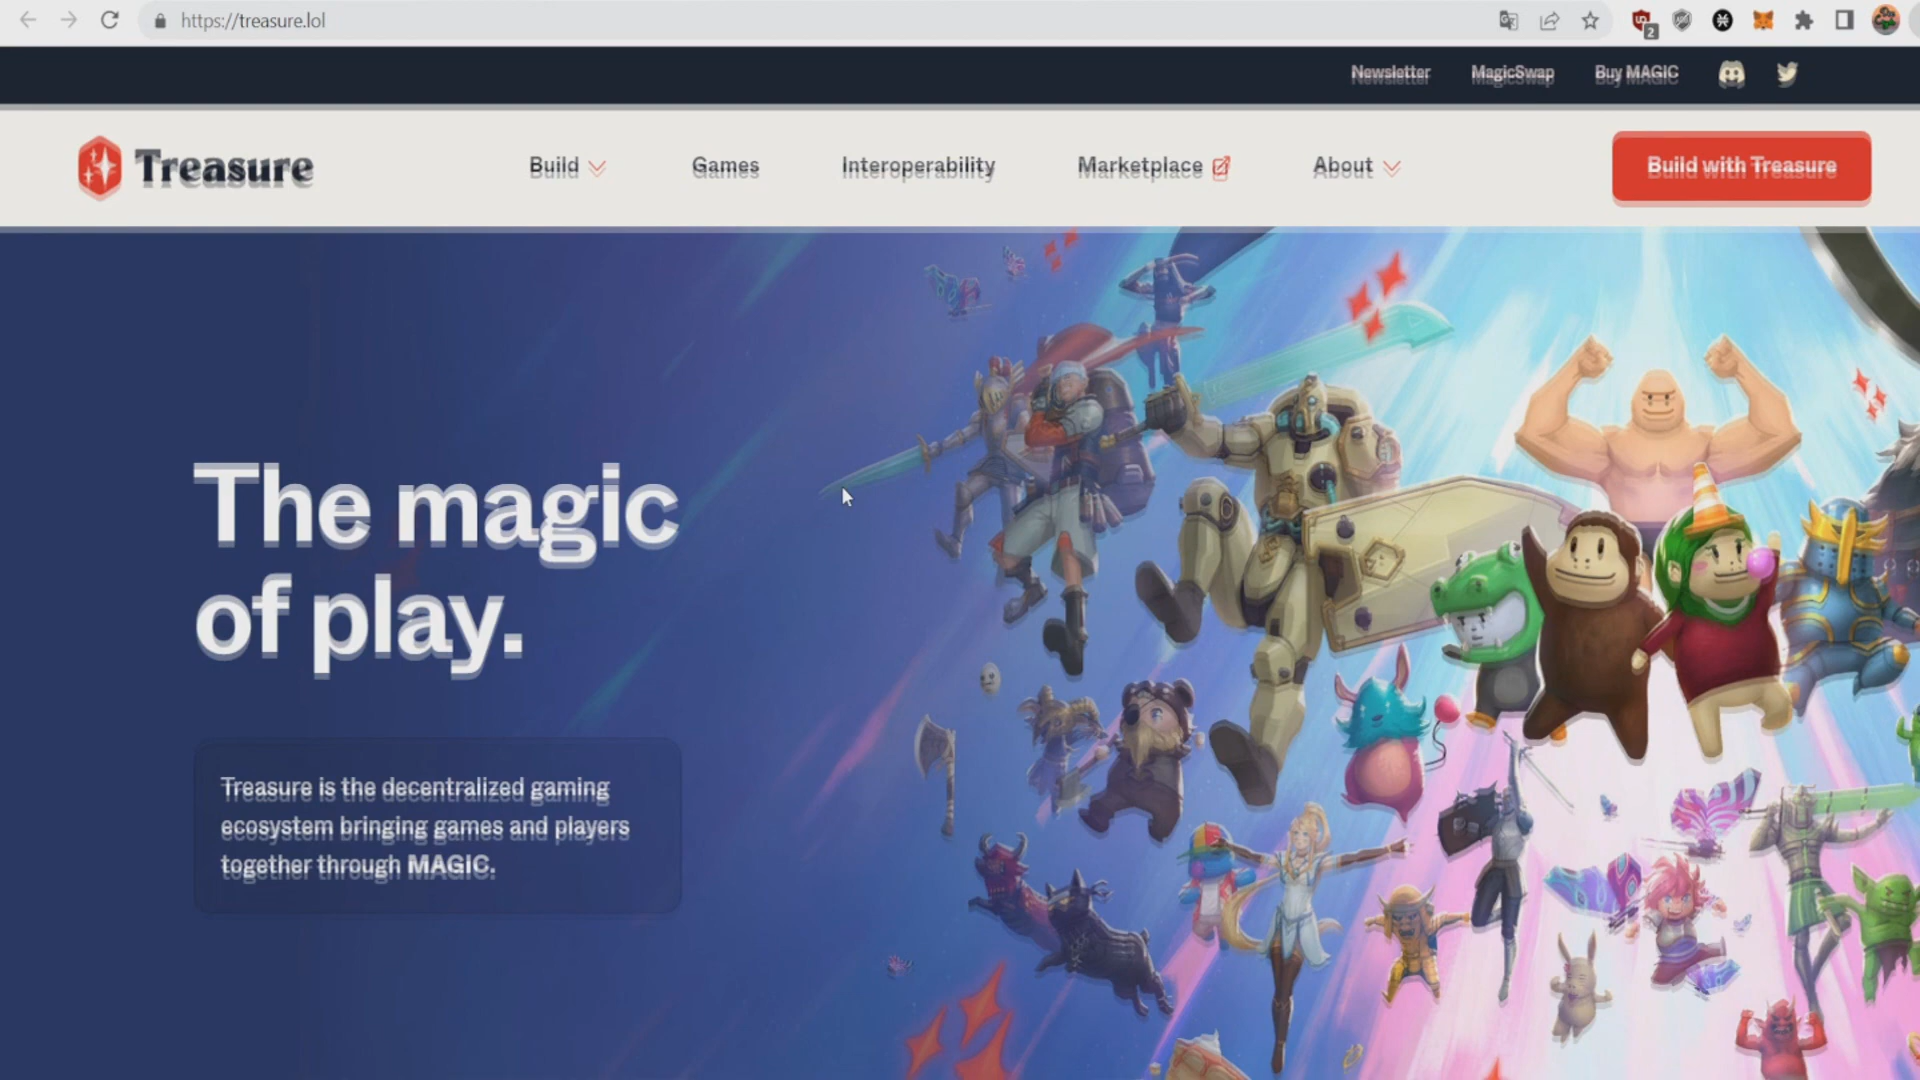 https://treasure.lol
2
Newsletter MagicSwap Buy MAGIC
Treasure Build Games Interoperability Marketplace About Build with Treasure
The magic
of play.
Treasure is the decentralized gaming
ecosystem bringing games and players
together through MAGIC.